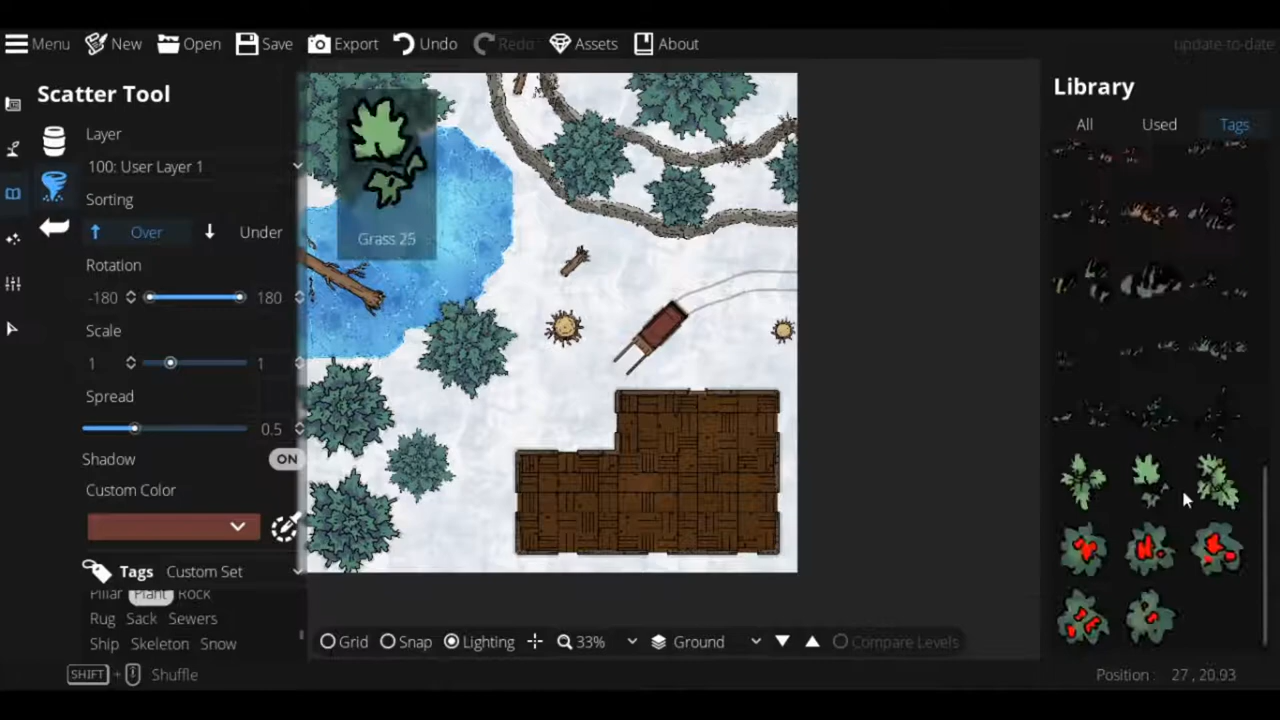 Menu New Open Save Export Undo Redo Assets About update-to-date
Scatter Tool
Layer
100: User Layer 1
Sorting
Over Under
Rotation
-180 180
Scale
1 1
Spread
0.5
Shadow
ON
Custom Color
Tags Custom Set
Pillar Plant Rock
Rug Sack Sewers
Ship Skeleton Snow
SHIFT + Shuffle
Grass 25
Grid Snap Lighting 33% Ground Compare Levels
Library
All Used Tags
Position : 27 , 20.93